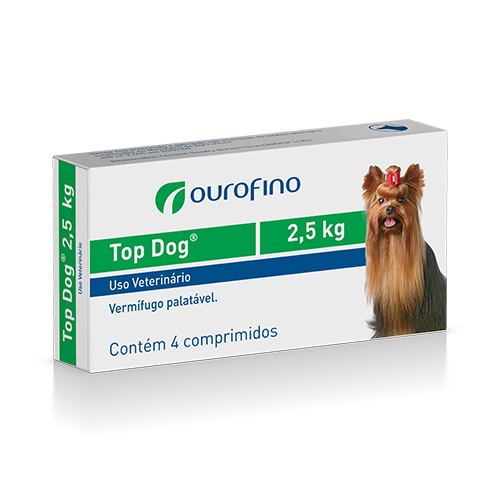 ourofino
Top Dog® 2,5 kg
Uso Veterinário
Vermífugo palatável.
Contém 4 comprimidos
Top Dog® 2,5 kg
Uso Veterinário